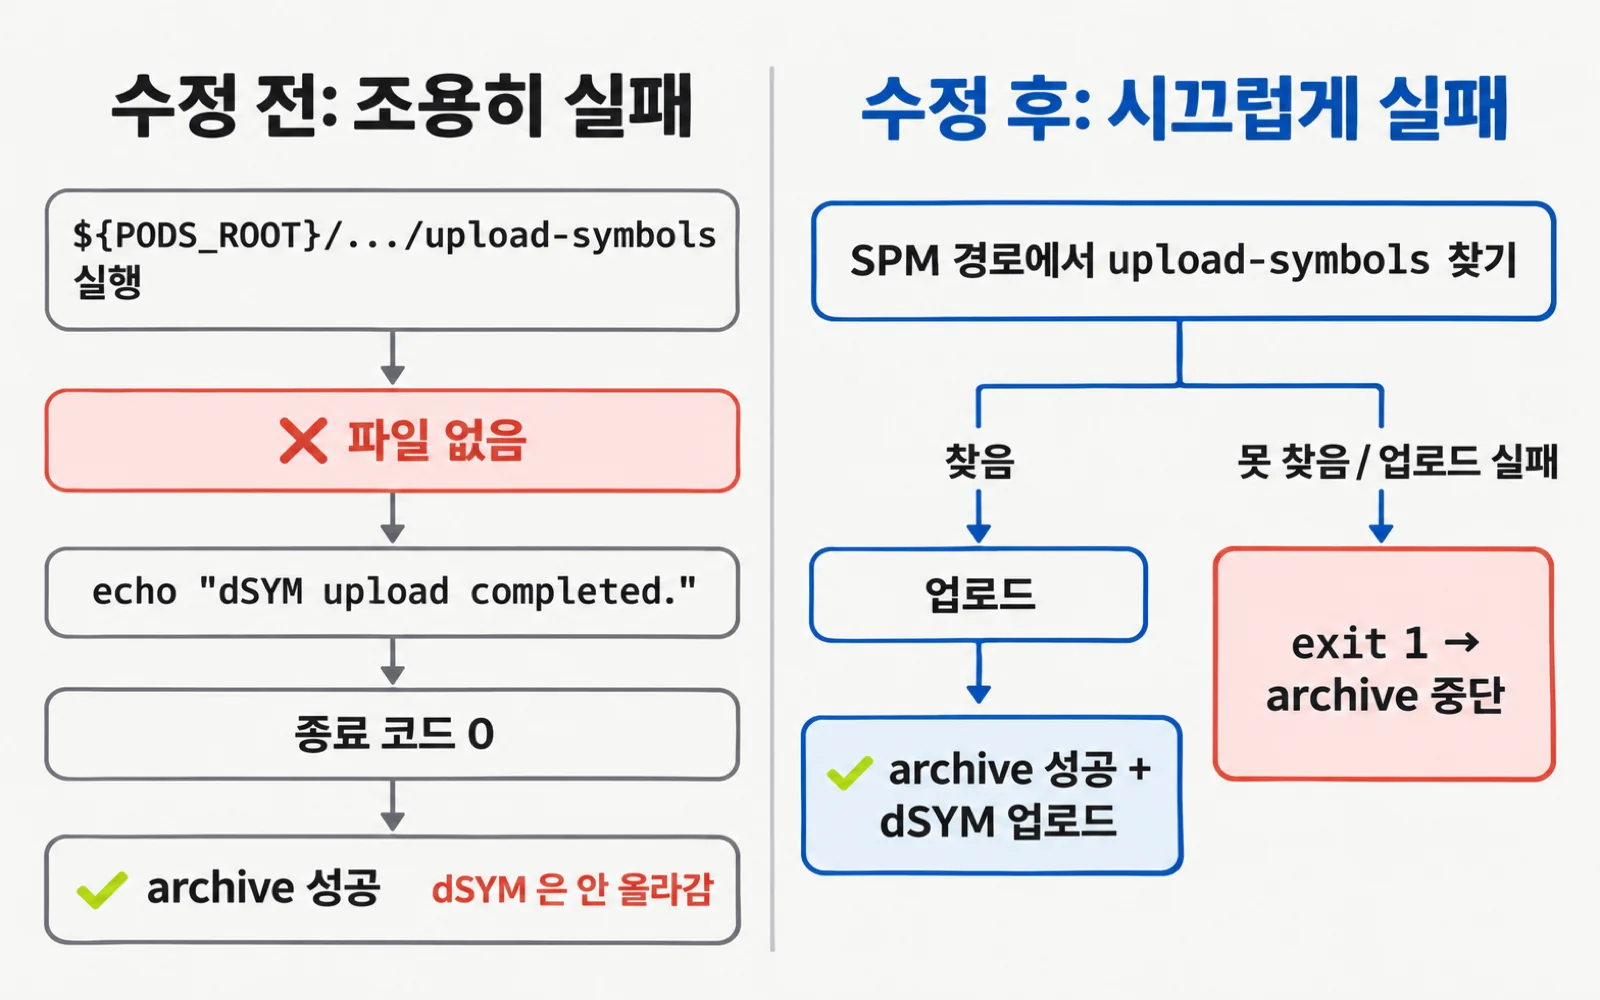 수정 전: 조용히 실패
${PODS_ROOT}/.../upload-symbols
실행
❌ 파일 없음
echo "dSYM upload completed."
종료 코드 0
✔ archive 성공 dSYM 은 안 올라감
수정 후: 시끄럽게 실패
SPM 경로에서 upload-symbols 찾기
찾음
못 찾음 / 업로드 실패
업로드
exit 1 →
archive 중단
✔ archive 성공 +
dSYM 업로드